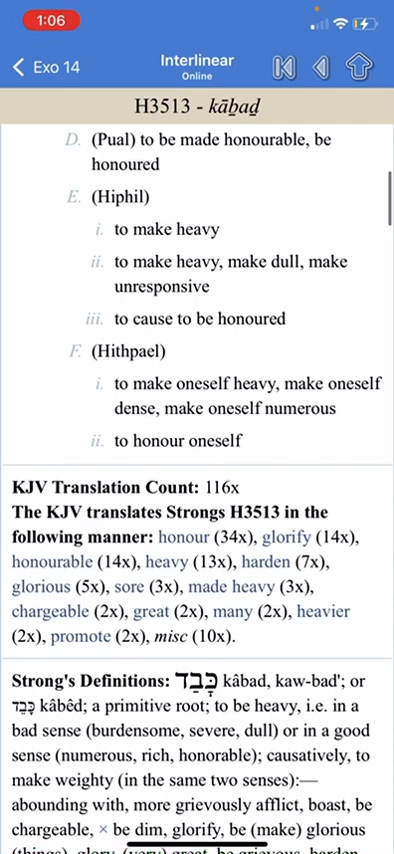 1:06
Exo 14
Interlinear
Online
H3513 - kāḇaḏ
D. (Pual) to be made honourable, be
honoured
E. (Hiphil)
i. to make heavy
ii. to make heavy, make dull, make
unresponsive
iii. to cause to be honoured
F. (Hithpael)
i. to make oneself heavy, make oneself
dense, make oneself numerous
ii. to honour oneself
KJV Translation Count: 116x
The KJV translates Strongs H3513 in the
following manner: honour (34x), glorify (14x),
honourable (14x), heavy (13x), harden (7x),
glorious (5x), sore (3x), made heavy (3x),
chargeable (2x), great (2x), many (2x), heavier
(2x), promote (2x), misc (10x).
Strong's Definitions: כָּבַד kâbad, kaw-bad'; or
כָּבֵד kâbêd; a primitive root; to be heavy, i.e. in a
bad sense (burdensome, severe, dull) or in a good
sense (numerous, rich, honorable); causatively, to
make weighty (in the same two senses):—
abounding with, more grievously afflict, boast, be
chargeable, × be dim, glorify, be (make) glorious
(things), glory, (very) great, be grievous, harden